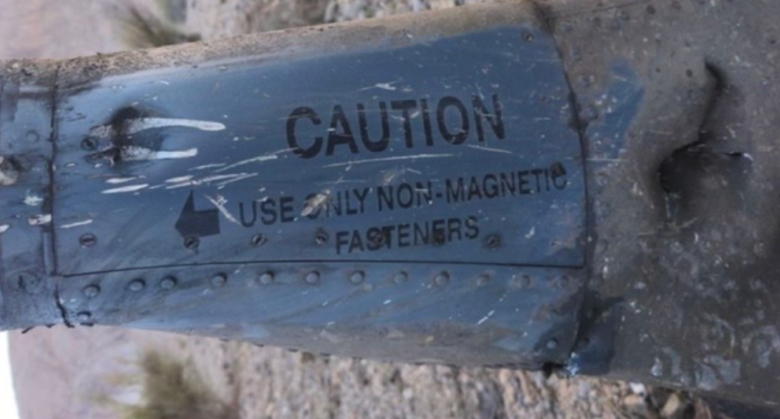 CAUTION
USE ONLY NON-MAGNETIC
FASTENERS